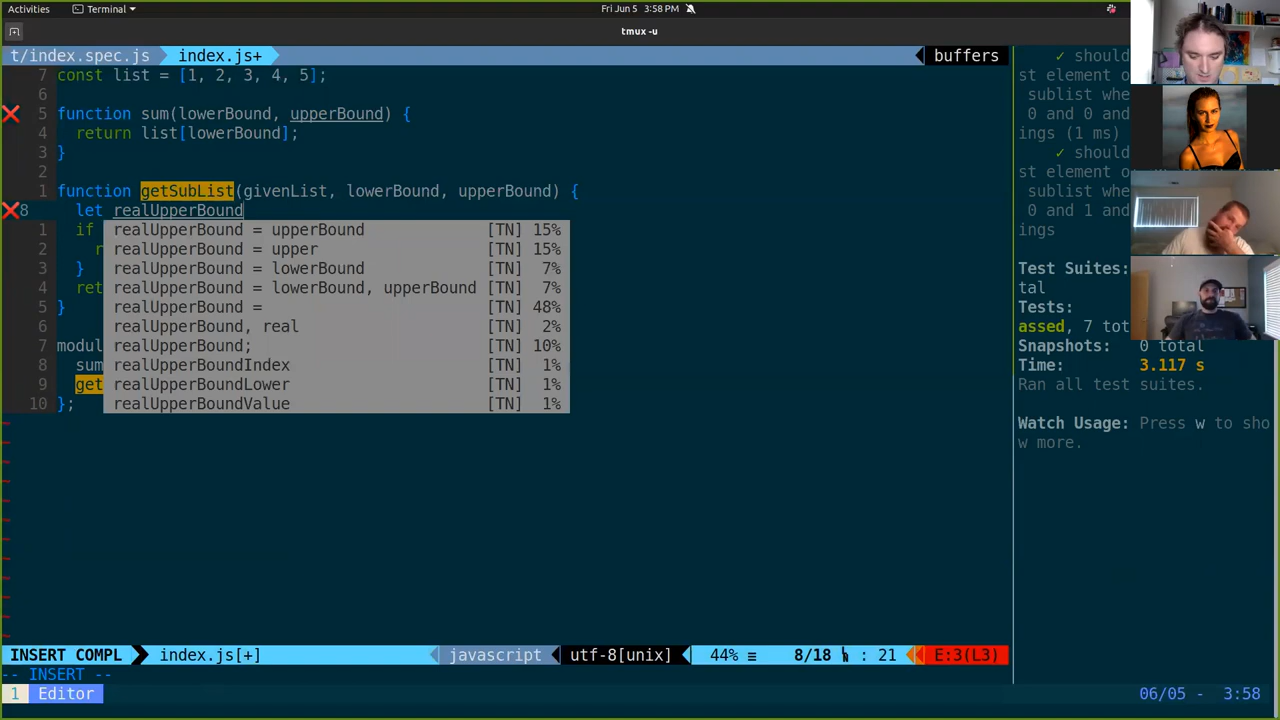 Activities Terminal Fri Jun 5 3:58 PM
tmux -u
t/index.spec.js index.js+ buffers
7 const list = [1, 2, 3, 4, 5];
6
5 function sum(lowerBound, upperBound) {
4 return list[lowerBound];
3 }
2
1 function getSubList(givenList, lowerBound, upperBound) {
8 let realUpperBound
1 if realUpperBound = upperBound [TN] 15%
2 r realUpperBound = upper [TN] 15%
3 } realUpperBound = lowerBound [TN] 7%
4 ret realUpperBound = lowerBound, upperBound [TN] 7%
5 } realUpperBound = [TN] 48%
6 realUpperBound, real [TN] 2%
7 modul realUpperBound; [TN] 10%
8 sum realUpperBoundIndex [TN] 1%
9 get realUpperBoundLower [TN] 1%
10 }; realUpperBoundValue [TN] 1%
~
~
~
~
~
~
~
~
~
~
~
✓ should
st element o
sublist whe
0 and 0 and
ings (1 ms)
✓ should
st element o
sublist whe
0 and 1 and
ings
Test Suites:
tal
Tests:
assed, 7 tot
Snapshots: 0 total
Time: 3.117 s
Ran all test suites.
Watch Usage: Press w to sho
w more.
INSERT COMPL index.js[+] javascript utf-8[unix] 44% ≡ 8/18 : 21 E:3(L3)
-- INSERT --
1 Editor 06/05 - 3:58